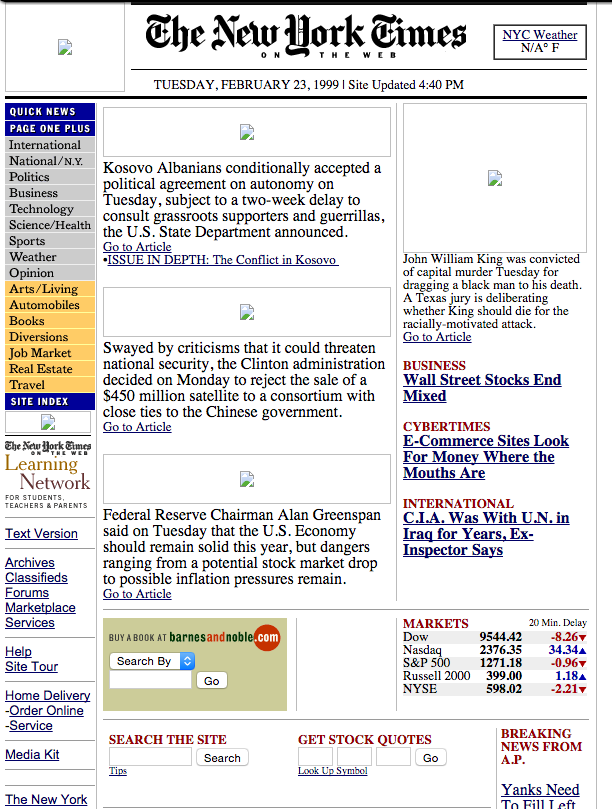 The New York Times
ON THE WEB
NYC Weather
N/A° F
TUESDAY, FEBRUARY 23, 1999 | Site Updated 4:40 PM
QUICK NEWS
PAGE ONE PLUS
International
National/N.Y.
Politics
Business
Technology
Science/Health
Sports
Weather
Opinion
Arts/Living
Automobiles
Books
Diversions
Job Market
Real Estate
Travel
SITE INDEX
The New York Times
ON THE WEB
Learning
Network
FOR STUDENTS,
TEACHERS & PARENTS
Text Version
Archives
Classifieds
Forums
Marketplace
Services
Help
Site Tour
Home Delivery
-Order Online
-Service
Media Kit
The New York
Kosovo Albanians conditionally accepted a
political agreement on autonomy on
Tuesday, subject to a two-week delay to
consult grassroots supporters and guerrillas,
the U.S. State Department announced.
Go to Article
•ISSUE IN DEPTH: The Conflict in Kosovo
Swayed by criticisms that it could threaten
national security, the Clinton administration
decided on Monday to reject the sale of a
$450 million satellite to a consortium with
close ties to the Chinese government.
Go to Article
Federal Reserve Chairman Alan Greenspan
said on Tuesday that the U.S. Economy
should remain solid this year, but dangers
ranging from a potential stock market drop
to possible inflation pressures remain.
Go to Article
John William King was convicted
of capital murder Tuesday for
dragging a black man to his death.
A Texas jury is deliberating
whether King should die for the
racially-motivated attack.
Go to Article
BUSINESS
Wall Street Stocks End
Mixed
CYBERTIMES
E-Commerce Sites Look
For Money Where the
Mouths Are
INTERNATIONAL
C.I.A. Was With U.N. in
Iraq for Years, Ex-
Inspector Says
BUY A BOOK AT barnesandnoble.com
Search By
Go
MARKETS 20 Min. Delay
Dow 9544.42 -8.26▼
Nasdaq 2376.35 34.34▲
S&P 500 1271.18 -0.96▼
Russell 2000 399.00 1.18▲
NYSE 598.02 -2.21▼
SEARCH THE SITE
Search
Tips
GET STOCK QUOTES
Go
Look Up Symbol
BREAKING
NEWS FROM
A.P.
Yanks Need
To Fill Left